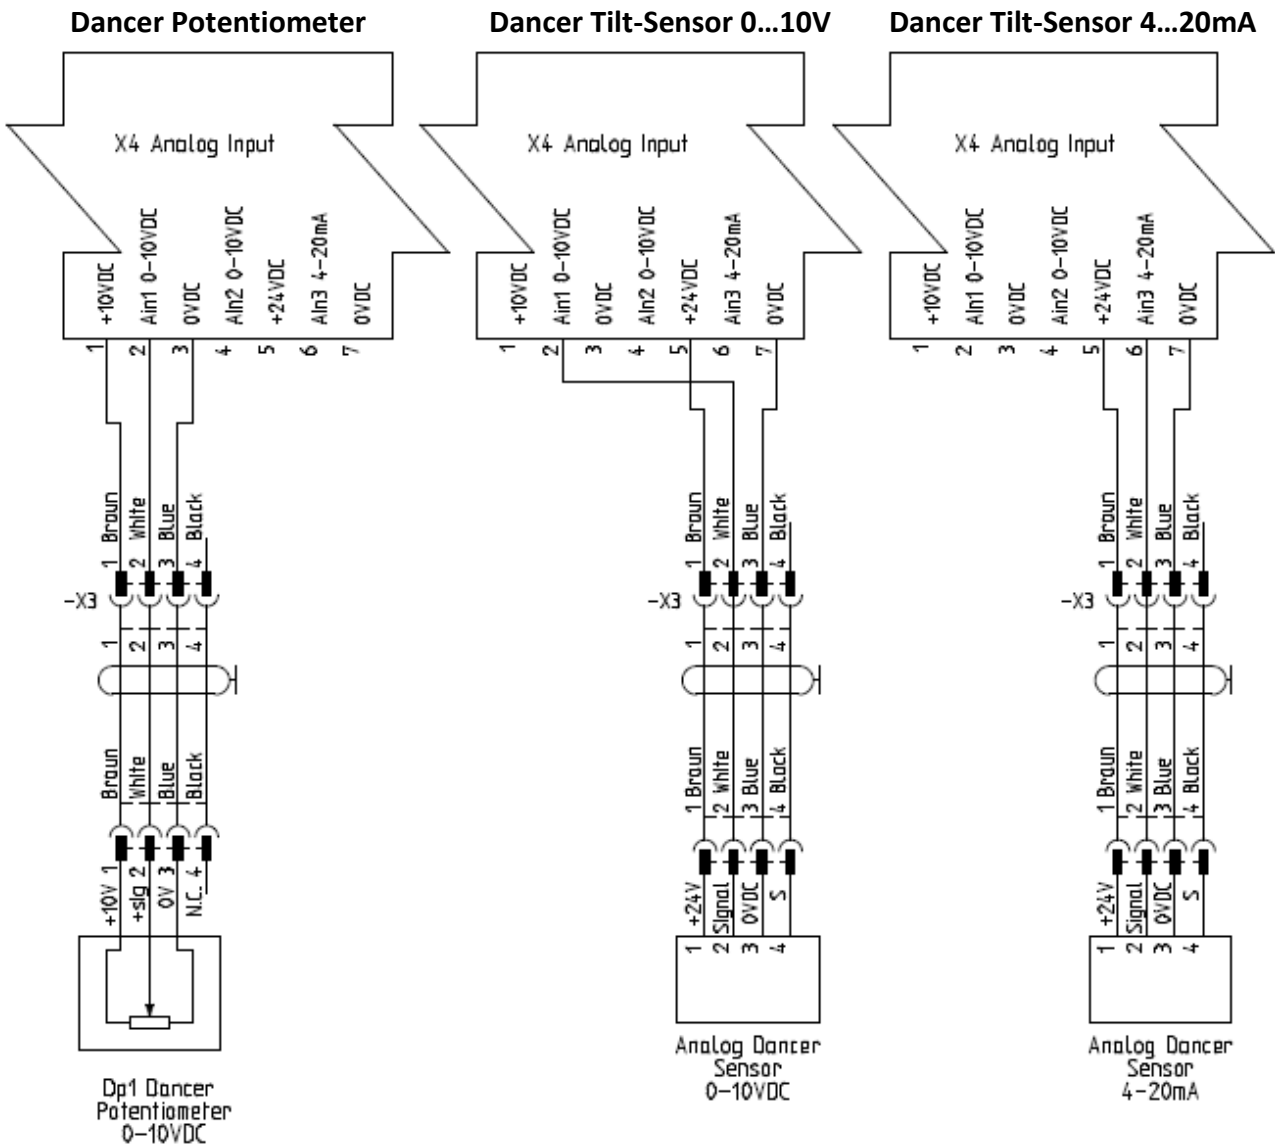 Dancer Potentiometer
Dancer Tilt-Sensor 0...10V
Dancer Tilt-Sensor 4...20mA
X4 Analog Input
+10VDC
Ain1 0-10VDC
0VDC
AIn2 0-10VDC
+24VDC
AIn3 4-20mA
0VDC
1
2
3
4
5
6
7
Braun
White
Blue
Black
1
2
3
4
-X3
1
2
3
4
Braun
White
Blue
Black
+10V 1
+sig 2
0V 3
N.C. 4
Dp1 Dancer
Potentiometer
0-10VDC
X4 Analog Input
+10VDC
Ain1 0-10VDC
0VDC
AIn2 0-10VDC
+24VDC
Ain3 4-20mA
0VDC
1
2
3
4
5
6
7
Braun
White
Blue
Black
1
2
3
4
-X3
1
2
3
4
1 Braun
2 White
3 Blue
4 Black
+24V
Signal
0VDC
S
1
2
3
4
Analog Dancer
Sensor
0-10VDC
X4 Analog Input
+10VDC
Ain1 0-10VDC
0VDC
Ain2 0-10VDC
+24VDC
Ain3 4-20mA
0VDC
1
2
3
4
5
6
7
Braun
White
Blue
Black
1
2
3
4
-X3
1
2
3
4
1 Braun
2 White
3 Blue
4 Black
+24V
Signal
0VDC
S
1
2
3
4
Analog Dancer
Sensor
4-20mA